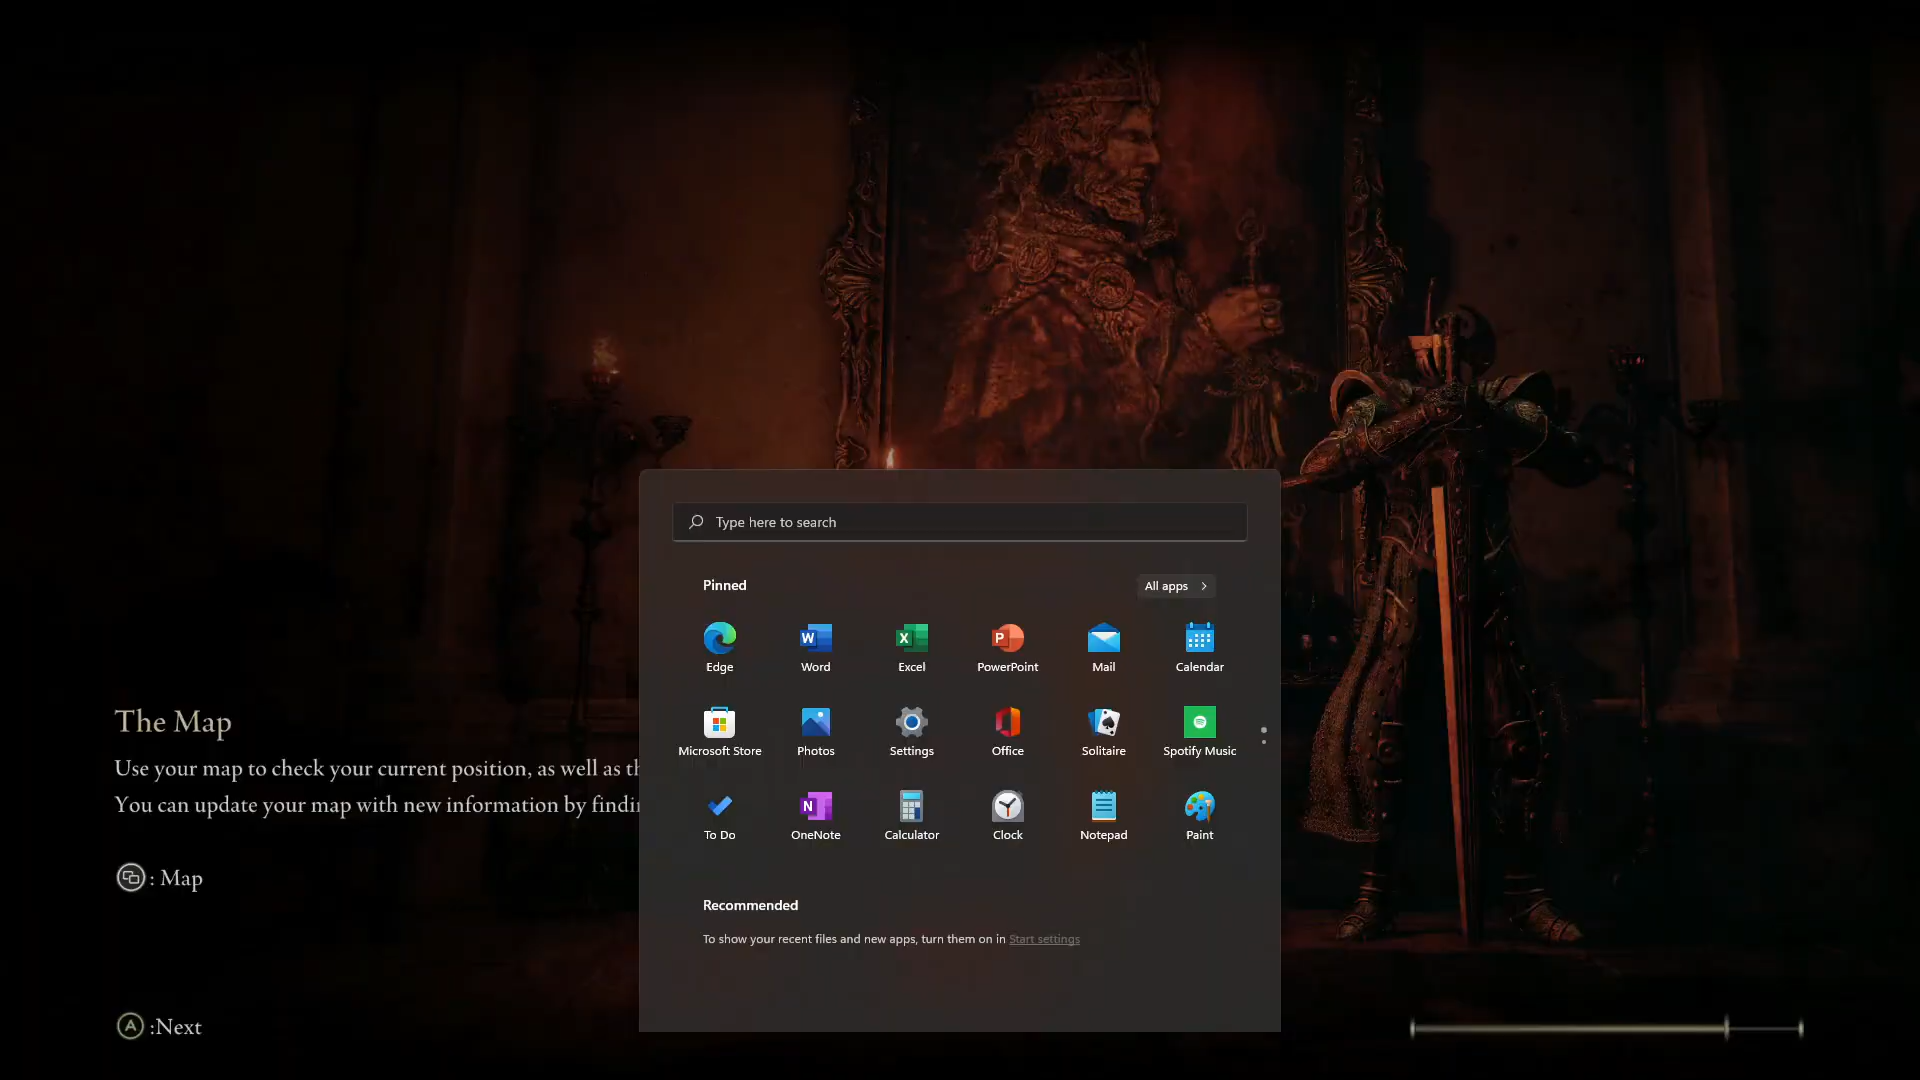 Type here to search
Pinned
All apps
Edge
Word
Excel
PowerPoint
Mail
Calendar
Microsoft Store
Photos
Settings
Office
Solitaire
Spotify Music
To Do
OneNote
Calculator
Clock
Notepad
Paint
Recommended
To show your recent files and new apps, turn them on in Start settings
The Map
Use your map to check your current position, as well as
You can update your map with new information by
: Map
A :Next